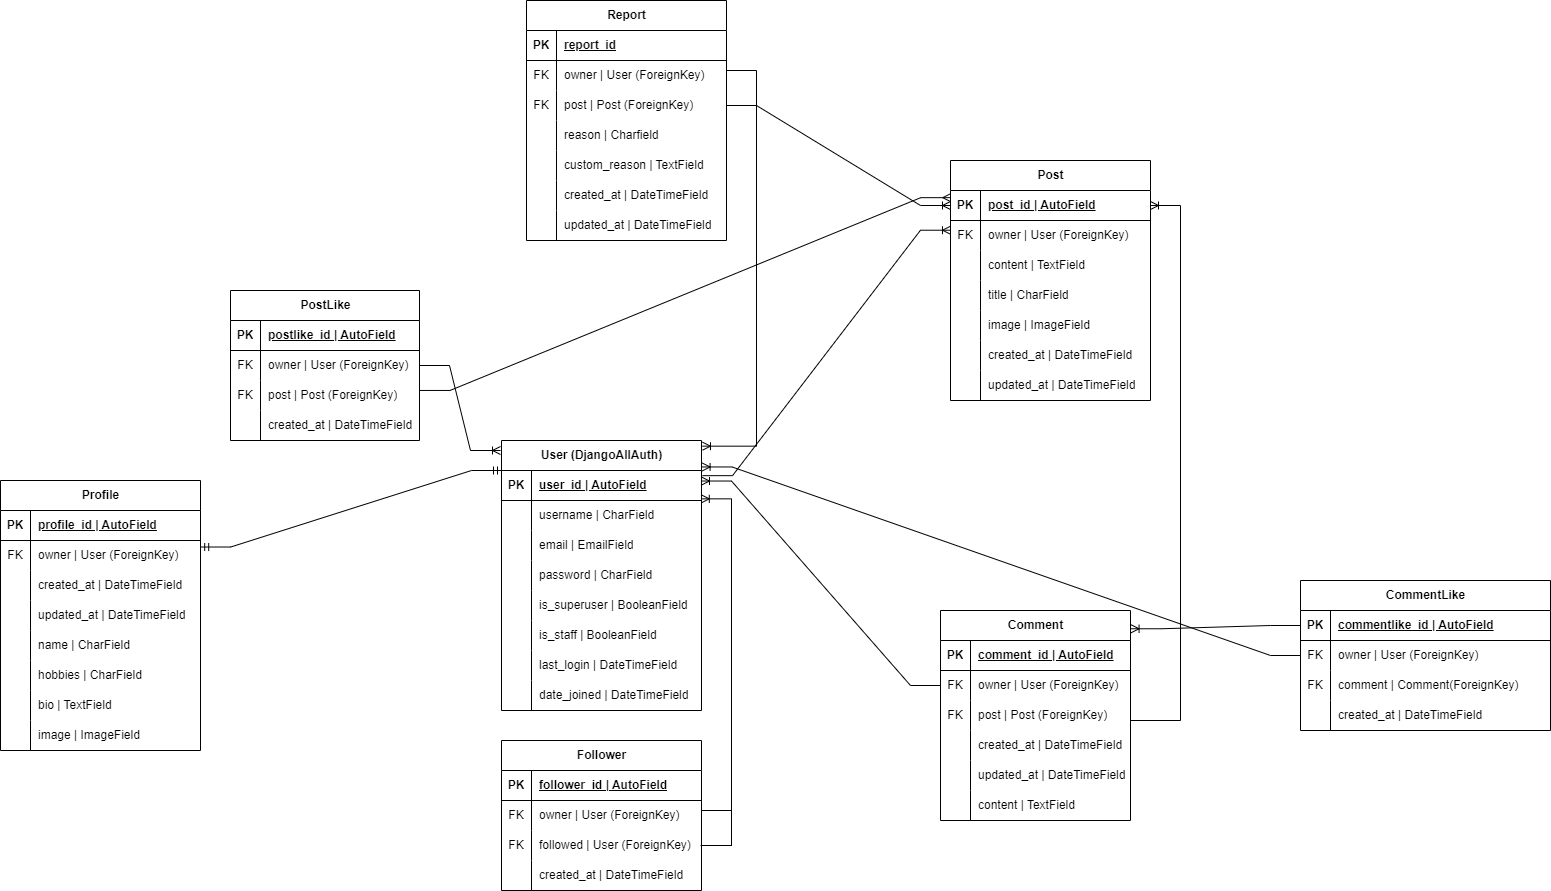 Report
PK report_id
FK owner | User (ForeignKey)
FK post | Post (ForeignKey)
reason | Charfield
custom_reason | TextField
created_at | DateTimeField
updated_at | DateTimeField
Post
PK post_id | AutoField
FK owner | User (ForeignKey)
content | TextField
title | CharField
image | ImageField
created_at | DateTimeField
updated_at | DateTimeField
PostLike
PK postlike_id | AutoField
FK owner | User (ForeignKey)
FK post | Post (ForeignKey)
created_at | DateTimeField
User (DjangoAllAuth)
PK user_id | AutoField
username | CharField
email | EmailField
password | CharField
is_superuser | BooleanField
is_staff | BooleanField
last_login | DateTimeField
date_joined | DateTimeField
Profile
PK profile_id | AutoField
FK owner | User (ForeignKey)
created_at | DateTimeField
updated_at | DateTimeField
name | CharField
hobbies | CharField
bio | TextField
image | ImageField
Comment
PK comment_id | AutoField
FK owner | User (ForeignKey)
FK post | Post (ForeignKey)
created_at | DateTimeField
updated_at | DateTimeField
content | TextField
CommentLike
PK commentlike_id | AutoField
FK owner | User (ForeignKey)
FK comment | Comment(ForeignKey)
created_at | DateTimeField
Follower
PK follower_id | AutoField
FK owner | User (ForeignKey)
FK followed | User (ForeignKey)
created_at | DateTimeField